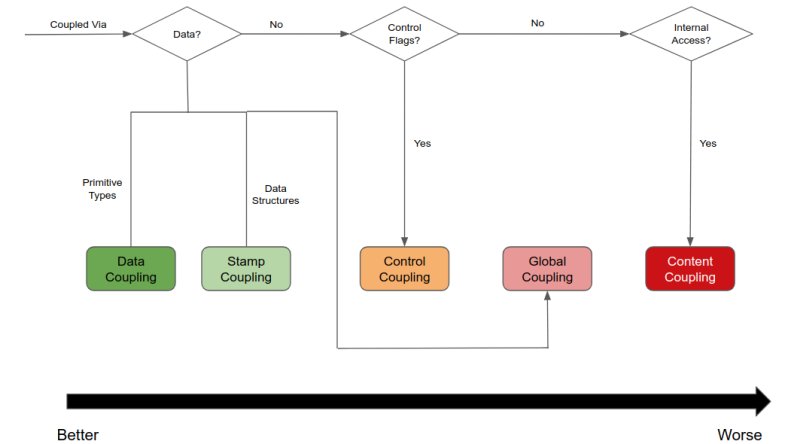 Coupled Via
Data?
No
Control
Flags?
No
Internal
Access?
Yes
Yes
Primitive
Types
Data
Structures
Data
Coupling
Stamp
Coupling
Control
Coupling
Global
Coupling
Content
Coupling
Better
Worse